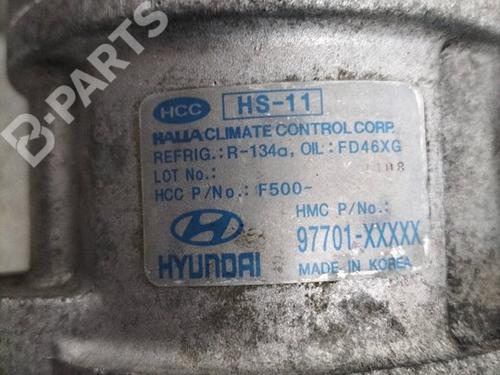 B-PARTS
HCC HS-11
HALLA CLIMATE CONTROL CORP.
REFRIG.: R-134a, OIL: FD46XG
LOT No.:
HCC P/No.: F500-
HMC P/No.:
97701-XXXXX
HYUNDAI
MADE IN KOREA